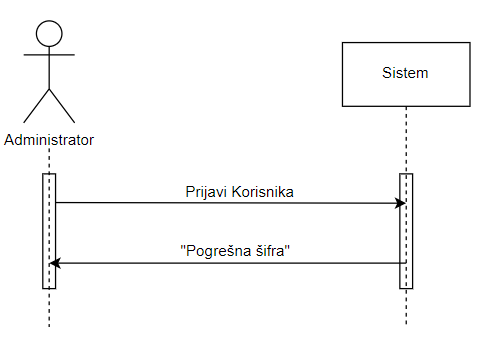 Sistem
Administrator
Prijavi Korisnika
"Pogrešna šifra"